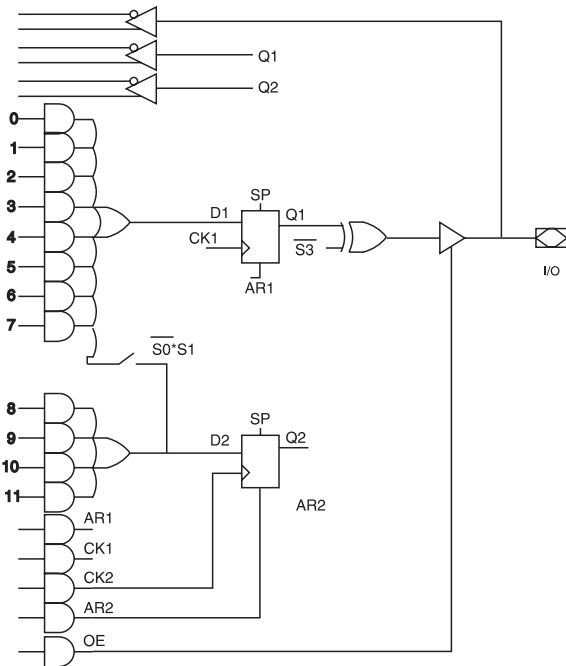 Q1
Q2
0
1
2
3
4
5
6
7
SP
D1
Q1
CK1
S3
AR1
I/O
S0*S1
8
9
10
11
SP
D2
Q2
AR2
AR1
CK1
CK2
AR2
OE